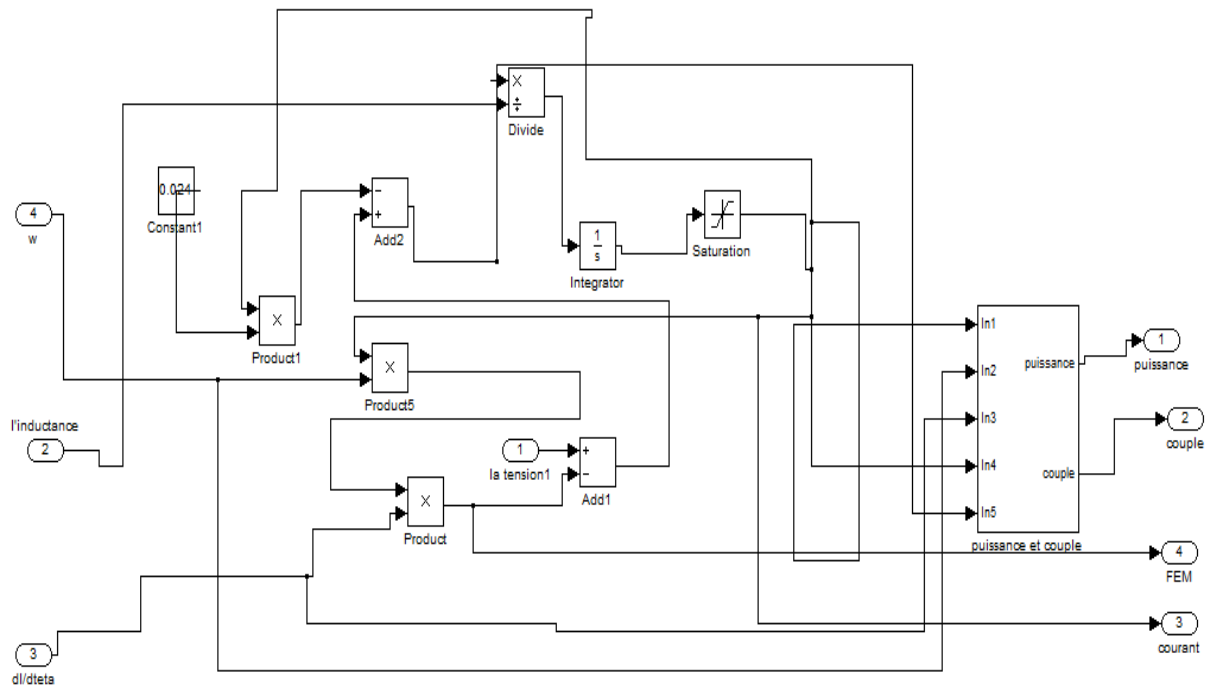 X
÷
Divide
0.024
Constant1
4
w
−
+
Add2
1
s
Integrator
Saturation
X
Product1
X
Product5
In1
In2
In3
In4
In5
puissance
couple
puissance et couple
1
puissance
2
couple
l'inductance
2
1
la tension1
+
−
Add1
X
Product
4
FEM
3
courant
3
dl/dteta